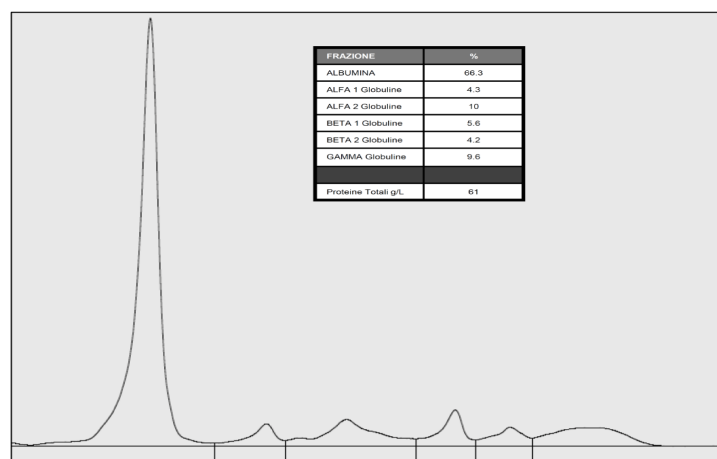 FRAZIONE %
ALBUMINA 66.3
ALFA 1 Globuline 4.3
ALFA 2 Globuline 10
BETA 1 Globuline 5.6
BETA 2 Globuline 4.2
GAMMA Globuline 9.6
Proteine Totali g/L 61